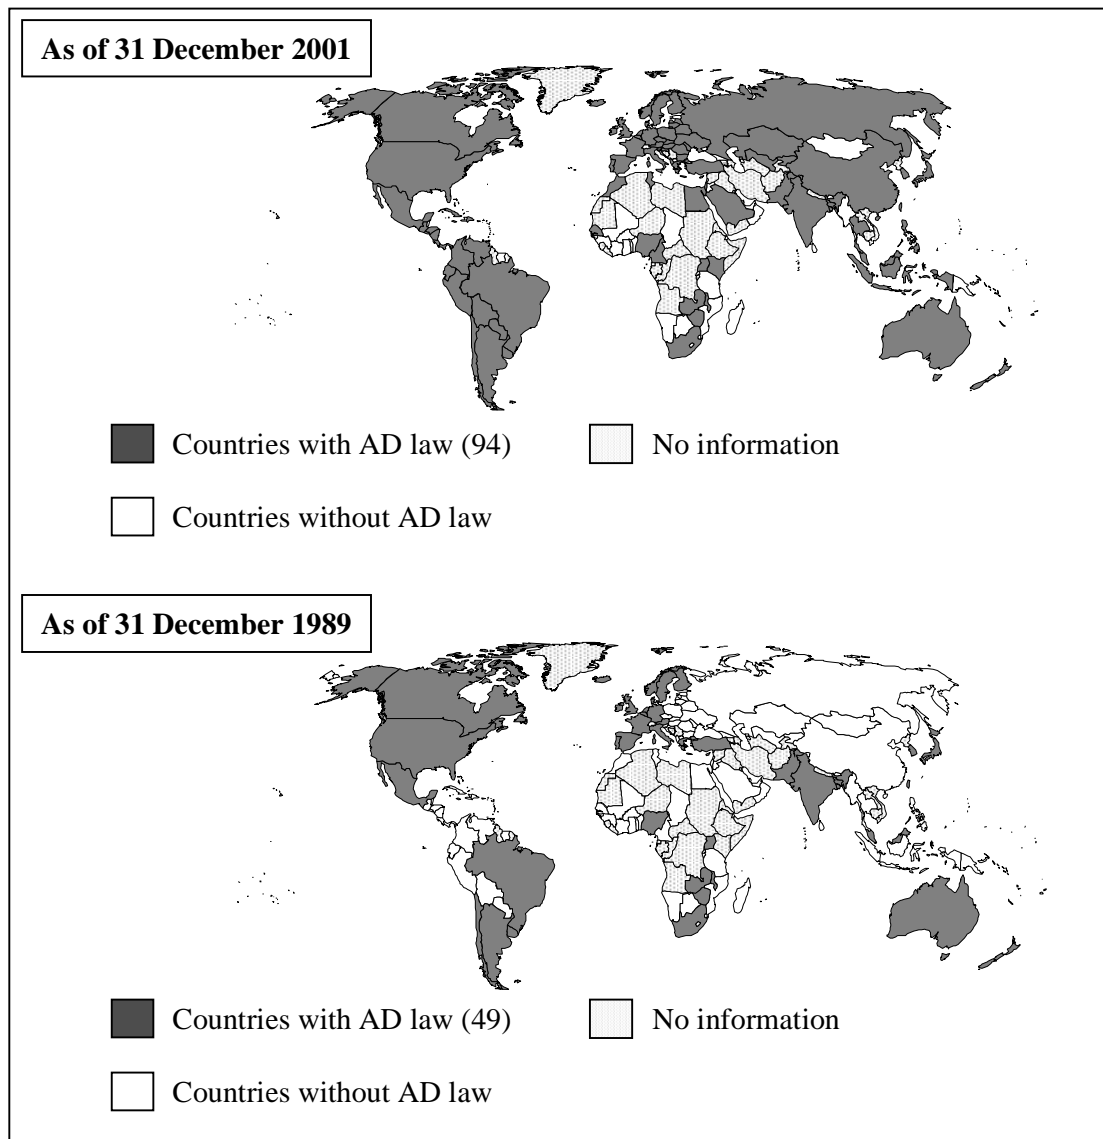 As of 31 December 2001
Countries with AD law (94)
No information
Countries without AD law
As of 31 December 1989
Countries with AD law (49)
No information
Countries without AD law